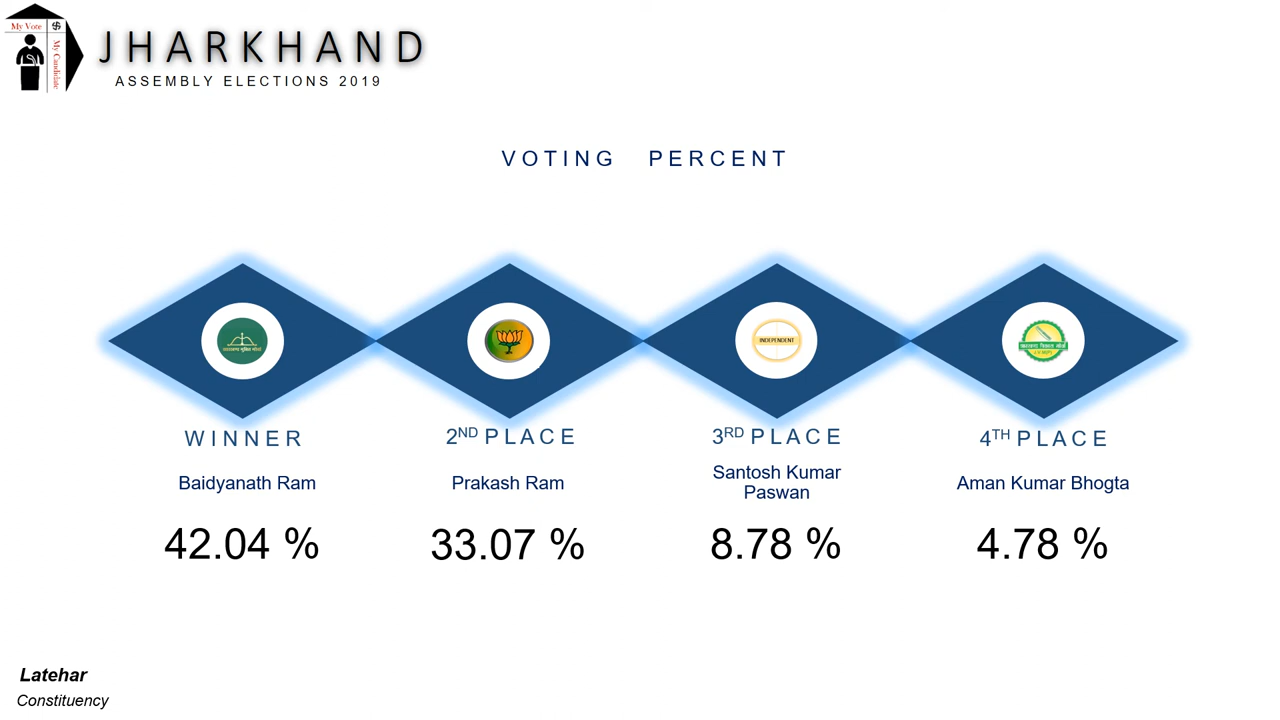 My Vote
My Candidate
JHARKHAND
ASSEMBLY ELECTIONS 2019
VOTING PERCENT
झारखण्ड मुक्ति मोर्चा
INDEPENDENT
WINNER
2ND PLACE
3RD PLACE
4TH PLACE
Baidyanath Ram
Prakash Ram
Santosh Kumar
Paswan
Aman Kumar Bhogta
42.04 %
33.07 %
8.78 %
4.78 %
Latehar
Constituency